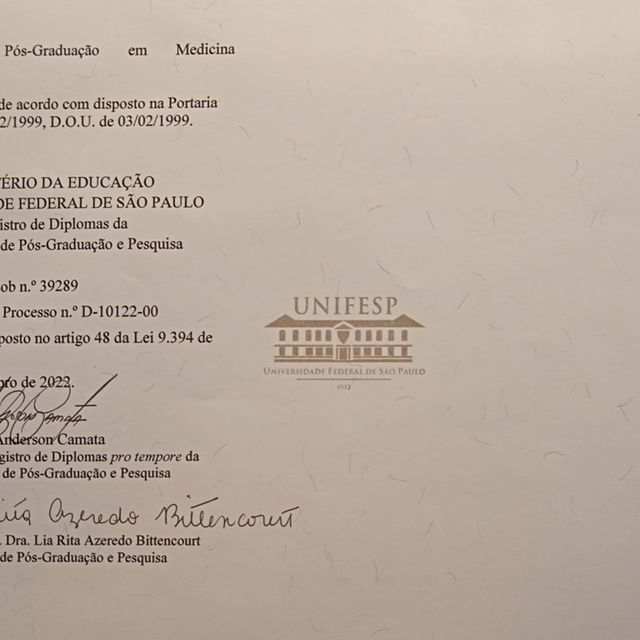 Pós-Graduação em Medicina
de acordo com disposto na Portaria
2/1999, D.O.U. de 03/02/1999.
ÉRIO DA EDUCAÇÃO
DE FEDERAL DE SÃO PAULO
istro de Diplomas da
de Pós-Graduação e Pesquisa
ob n.º 39289
Processo n.º D-10122-00
posto no artigo 48 da Lei 9.394 de
bro de 2022.
Anderson Camata
gistro de Diplomas pro tempore da
de Pós-Graduação e Pesquisa
Azeredo Bittencourt
. Dra. Lia Rita Azeredo Bittencourt
de Pós-Graduação e Pesquisa
UNIFESP
UNIVERSIDADE FEDERAL DE SÃO PAULO